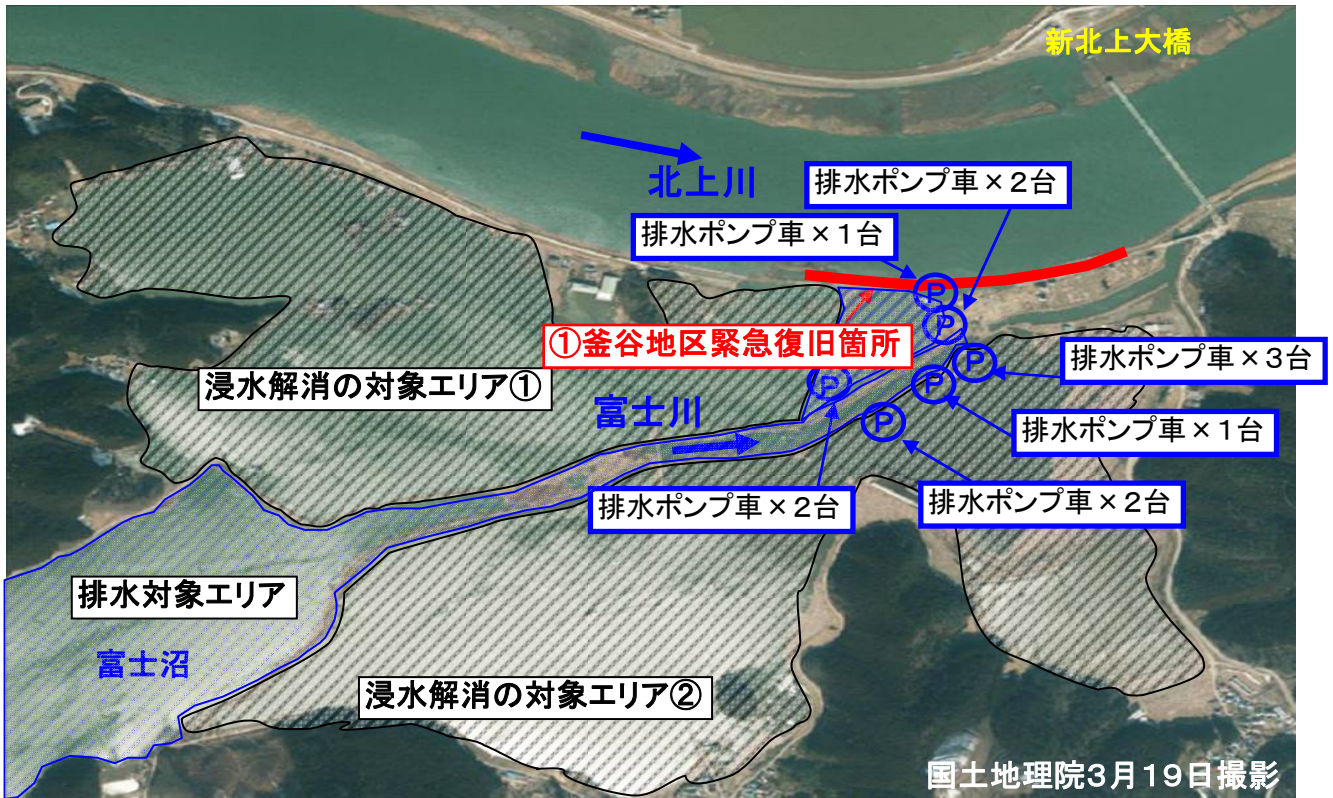 新北上大橋
北上川
排水ポンプ車×2台
排水ポンプ車×1台
P
P
①釜谷地区緊急復旧箇所
排水ポンプ車×3台
P
P
P
P
浸水解消の対象エリア①
富士川
排水ポンプ車×1台
排水ポンプ車×2台
排水ポンプ車×2台
排水対象エリア
富士沼
浸水解消の対象エリア②
国土地理院3月19日撮影